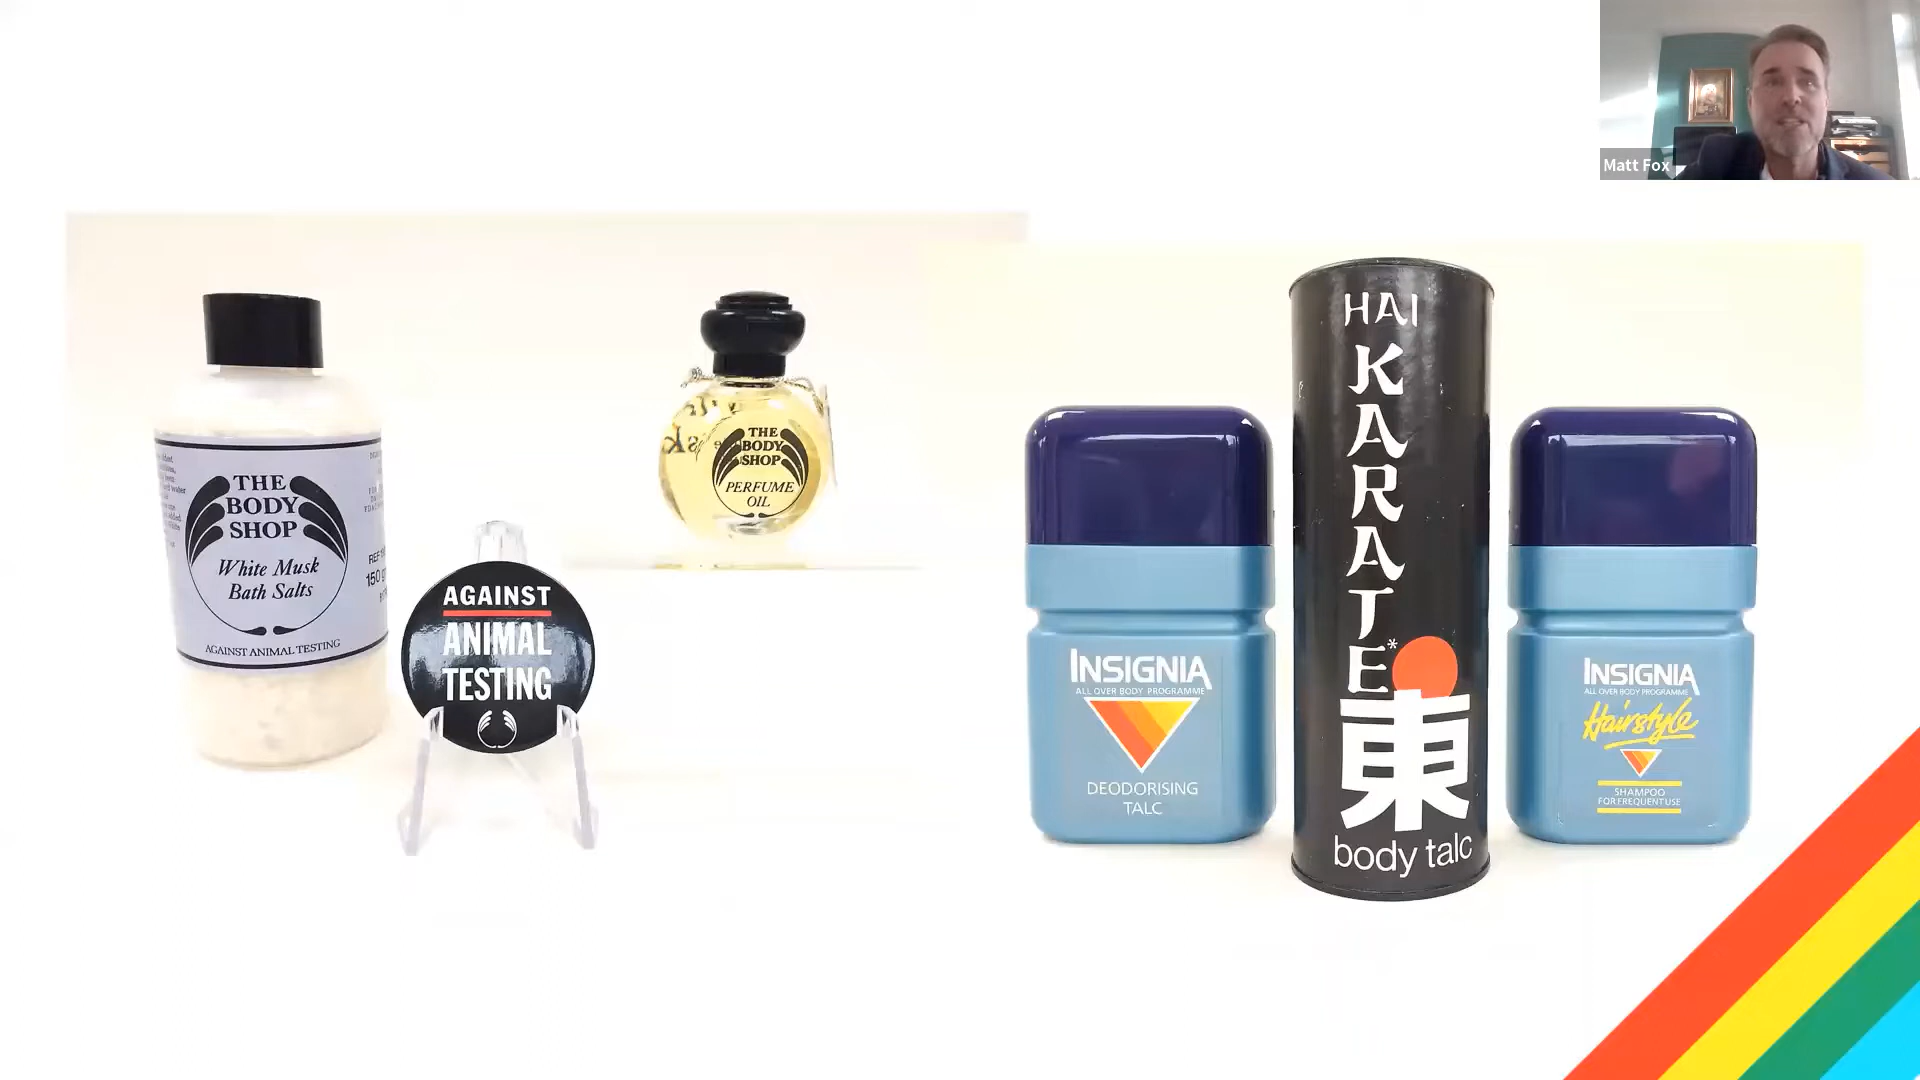 Matt Fox
THE
BODY
SHOP
White Musk
Bath Salts
AGAINST ANIMAL TESTING
150
AGAINST
ANIMAL
TESTING
THE
BODY
SHOP
PERFUME
OIL
INSIGNIA
ALL OVER BODY PROGRAMME
DEODORISING
TALC
HAI
KARATE*
東
body talc
INSIGNIA
ALL OVER BODY PROGRAMME
Hairstyle
SHAMPOO
FOR FREQUENT USE